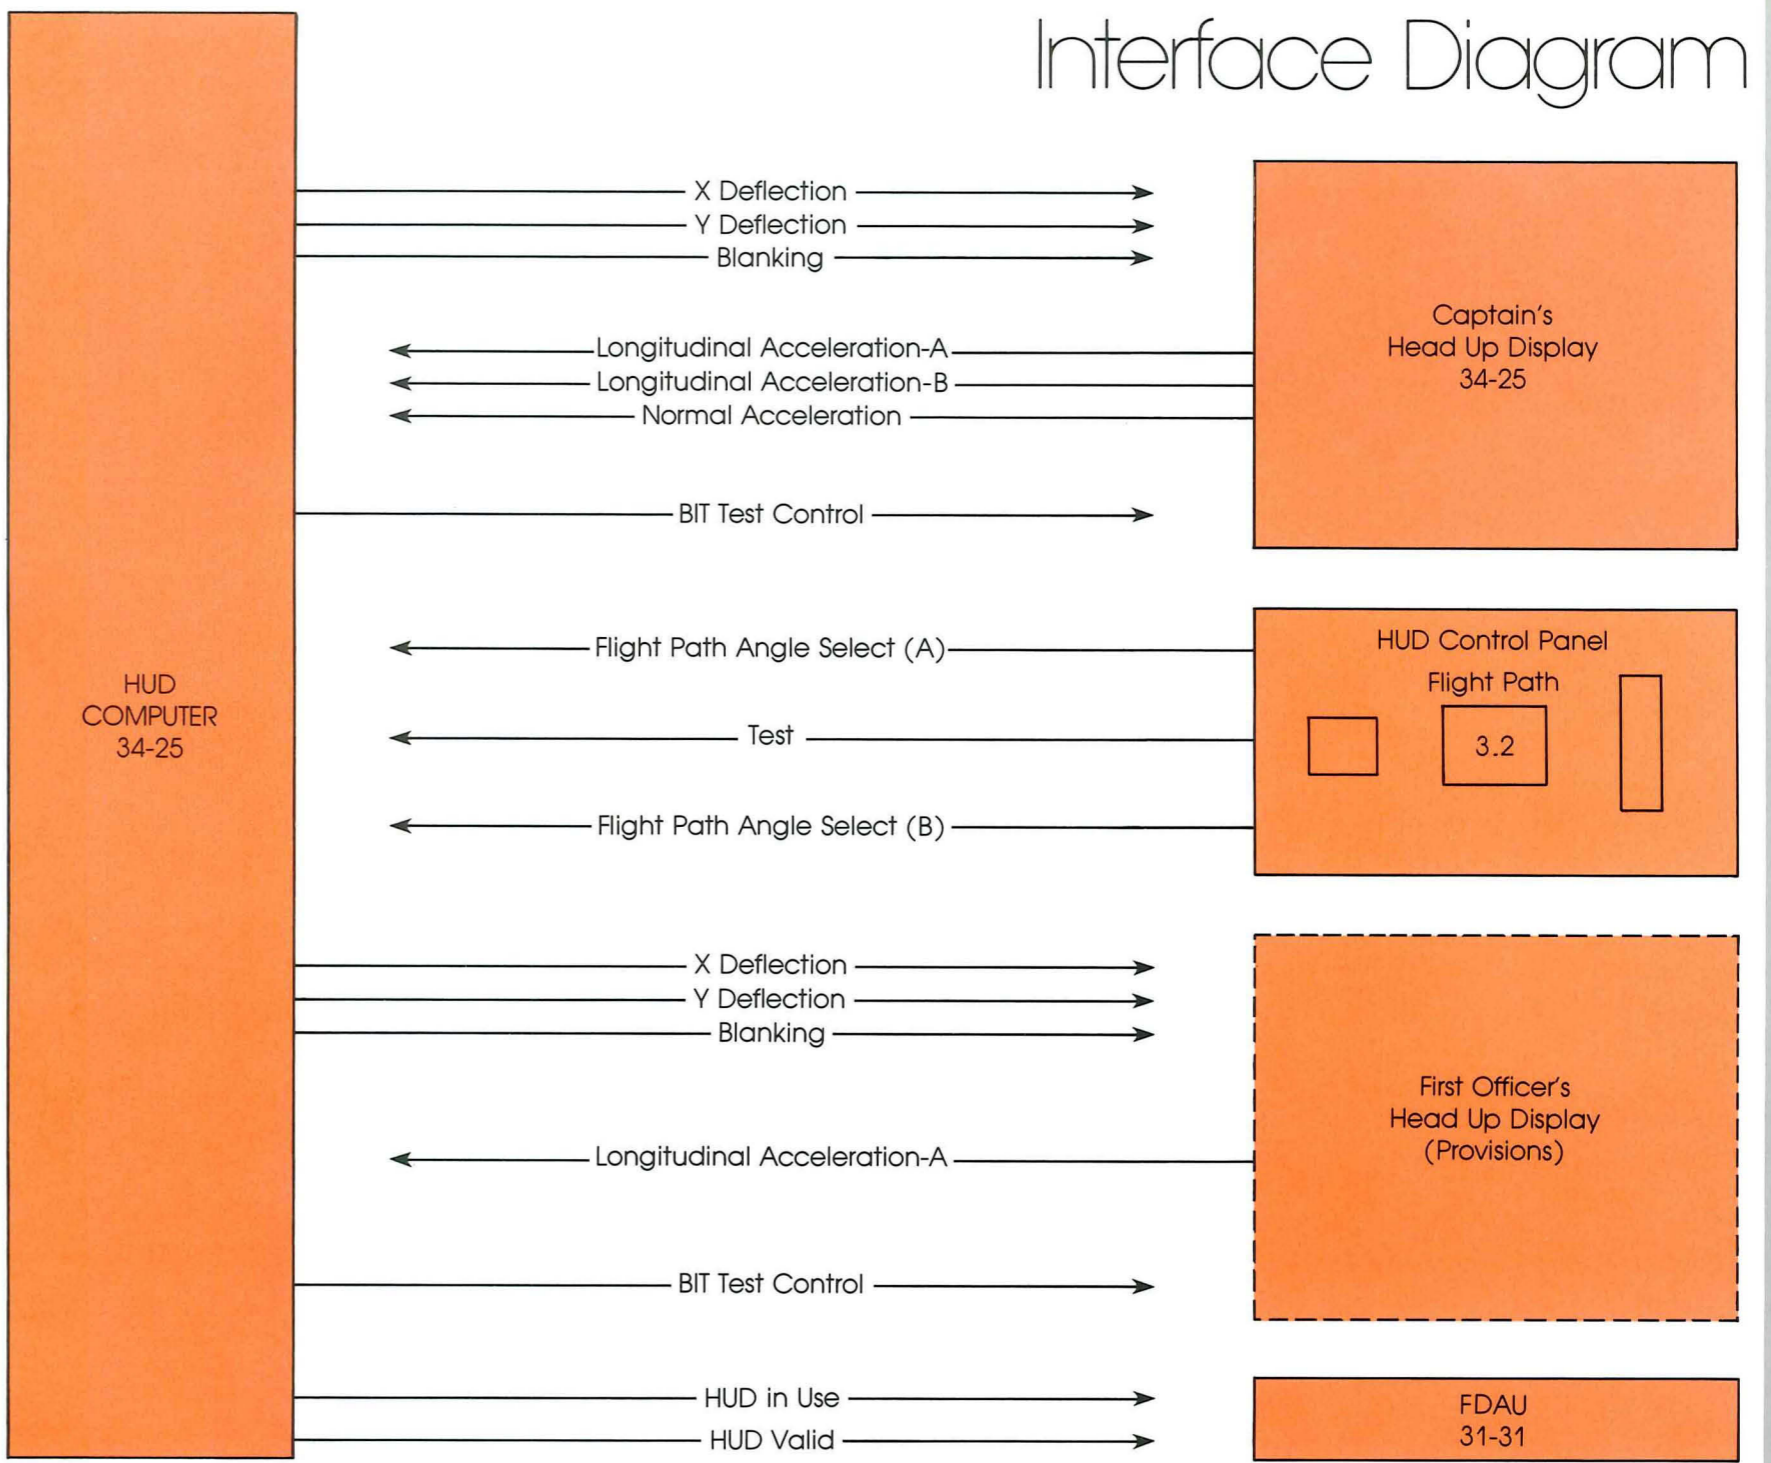 Interface Diagram
X Deflection
Y Deflection
Blanking
Longitudinal Acceleration-A
Longitudinal Acceleration-B
Normal Acceleration
BIT Test Control
Captain's
Head Up Display
34-25
HUD
COMPUTER
34-25
Flight Path Angle Select (A)
Test
Flight Path Angle Select (B)
HUD Control Panel
Flight Path
3.2
X Deflection
Y Deflection
Blanking
Longitudinal Acceleration-A
BIT Test Control
First Officer's
Head Up Display
(Provisions)
HUD in Use
HUD Valid
FDAU
31-31